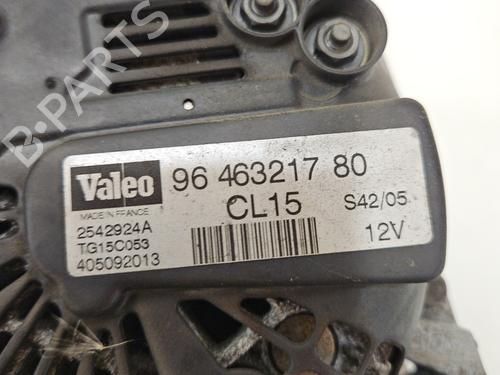 B-PARTS
Valeo
96 463217 80
MADE IN FRANCE
CL15
S42/05
2542924A
TG15C053
12V
405092013